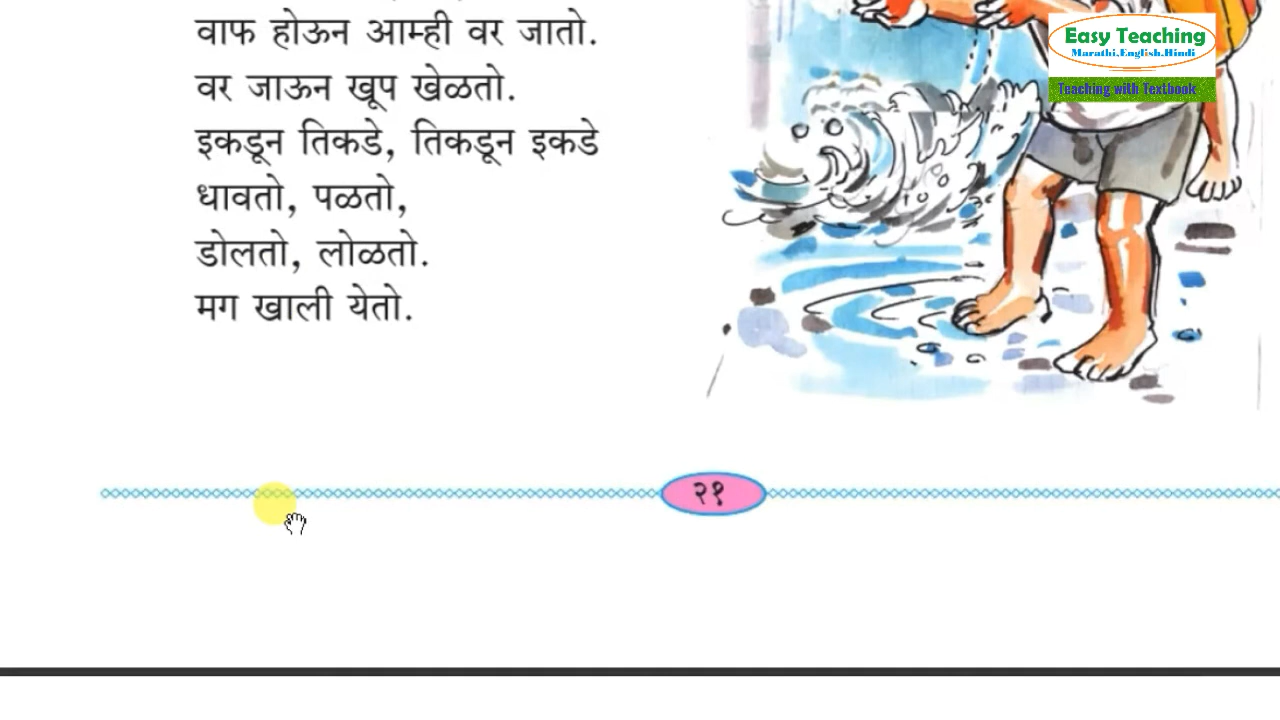 वाफ होऊन आम्ही वर जातो.
वर जाऊन खूप खेळतो.
इकडून तिकडे, तिकडून इकडे
धावतो, पळतो,
डोलतो, लोळतो.
मग खाली येतो.
Easy Teaching
Marathi,English,Hindi
Teaching with Textbook
२१